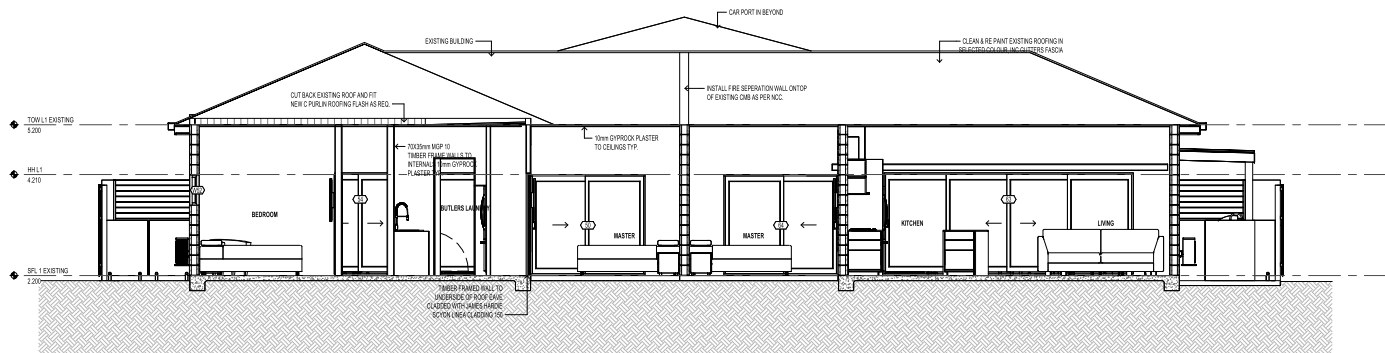 CAR PORT IN BEYOND
EXISTING BUILDING
CLEAN & RE PAINT EXISTING ROOFING IN
SELECTED COLOUR. INC GUTTERS FASCIA
INSTALL FIRE SEPERATION WALL ONTOP
OF EXISTING CMB AS PER NCC.
CUT BACK EXISTING ROOF AND FIT
NEW C PURLIN ROOFING FLASH AS REQ.
TOW L1 EXISTING
5.200
10mm GYPROCK PLASTER
TO CEILINGS TYP.
70X35mm MGP 10
TIMBER FRAME WALLS TO
INTERNALS 10mm GYPROCK
PLASTER TYP.
HH L1
4.210
BEDROOM
BUTLERS LAUNDRY
MASTER
MASTER
KITCHEN
LIVING
SFL 1 EXISTING
2.200
TIMBER FRAMED WALL TO
UNDERSIDE OF ROOF EAVE
CLADDED WITH JAMES HARDIE
SCYON LINEA CLADDING 150